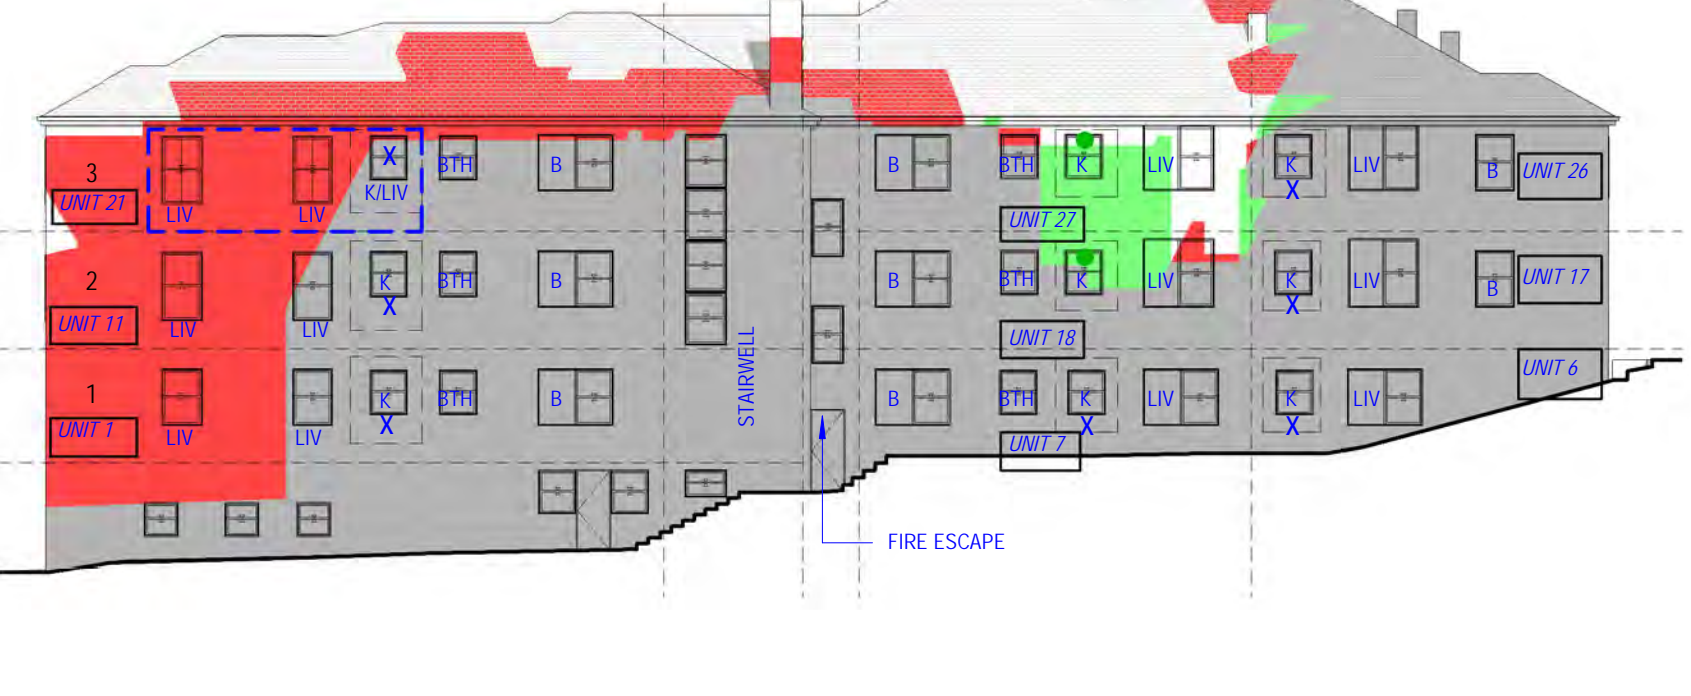 3
UNIT 21
LIV
LIV
X
K/LIV
BTH
B
B
BTH
K
LIV
K
X
LIV
B
UNIT 26
UNIT 27
2
UNIT 11
LIV
LIV
K
X
BTH
B
B
BTH
K
LIV
K
X
LIV
B
UNIT 17
UNIT 18
1
UNIT 1
LIV
LIV
K
X
BTH
B
STAIRWELL
B
BTH
K
X
LIV
K
X
LIV
UNIT 6
UNIT 7
FIRE ESCAPE